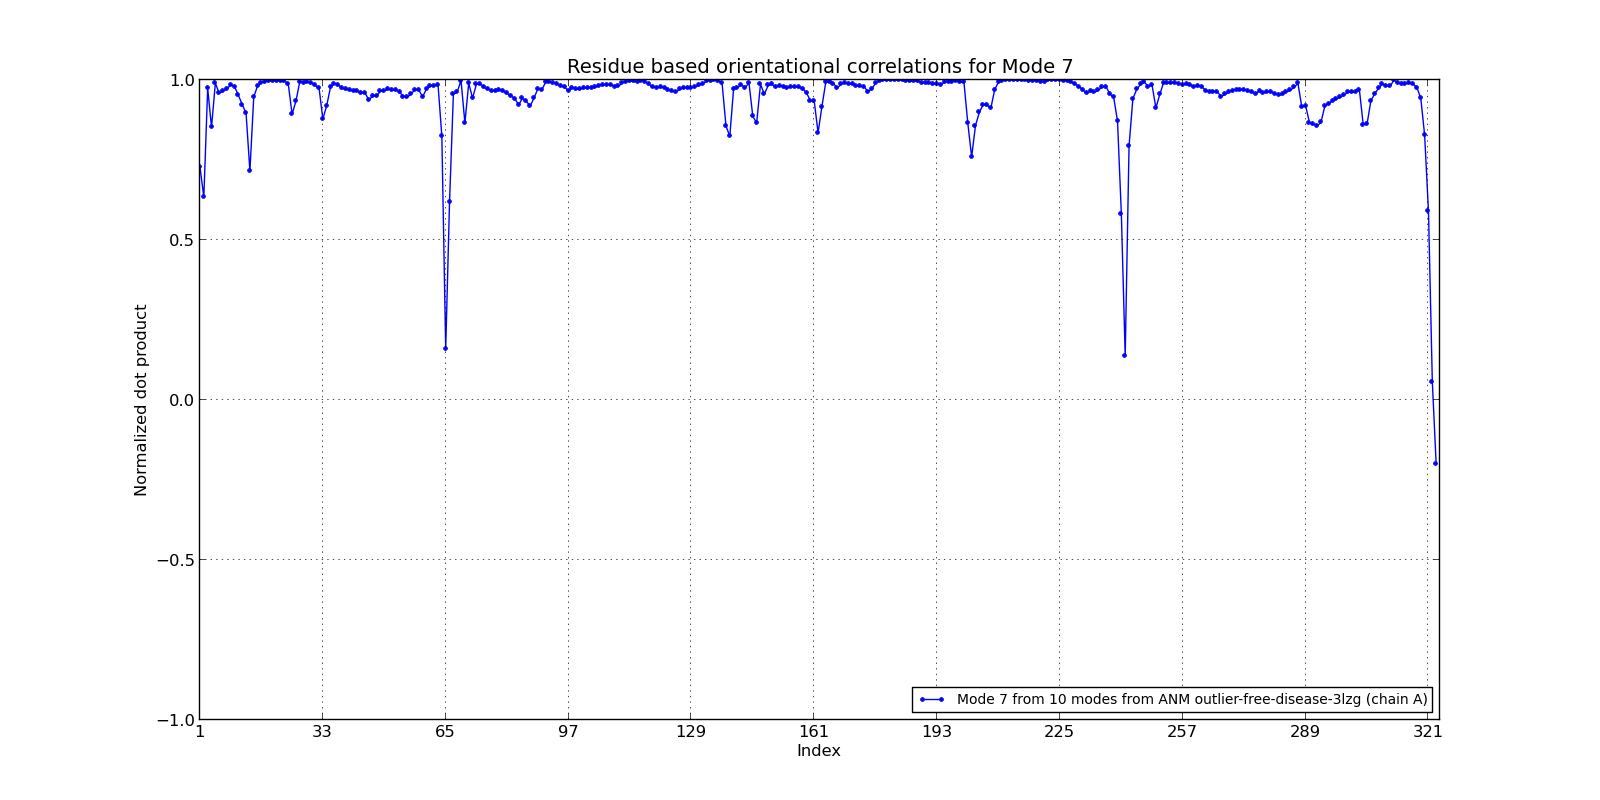 Residue based orientational correlations for Mode 7
1.0
0.5
0.0
−0.5
−1.0
Normalized dot product
Mode 7 from 10 modes from ANM outlier-free-disease-3lzg (chain A)
1 33 65 97 129 161 193 225 257 289 321
Index